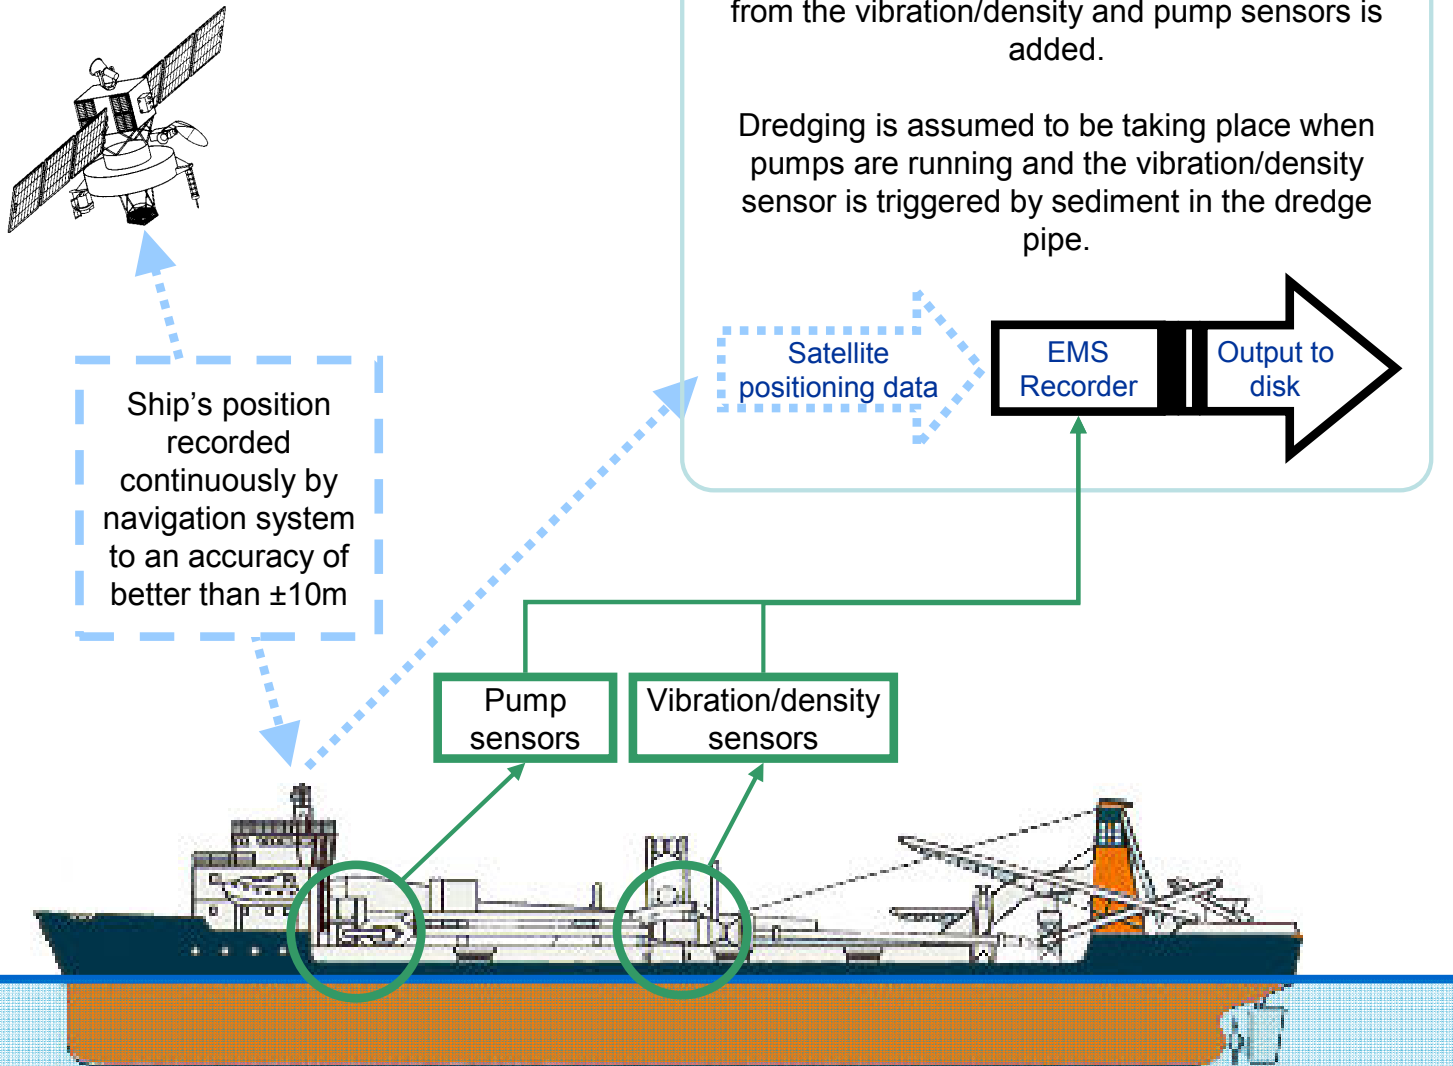 from the vibration/density and pump sensors is
added.
Dredging is assumed to be taking place when
pumps are running and the vibration/density
sensor is triggered by sediment in the dredge
pipe.
Satellite
positioning data
EMS
Recorder
Output to
disk
Ship's position
recorded
continuously by
navigation system
to an accuracy of
better than ±10m
Pump
sensors
Vibration/density
sensors